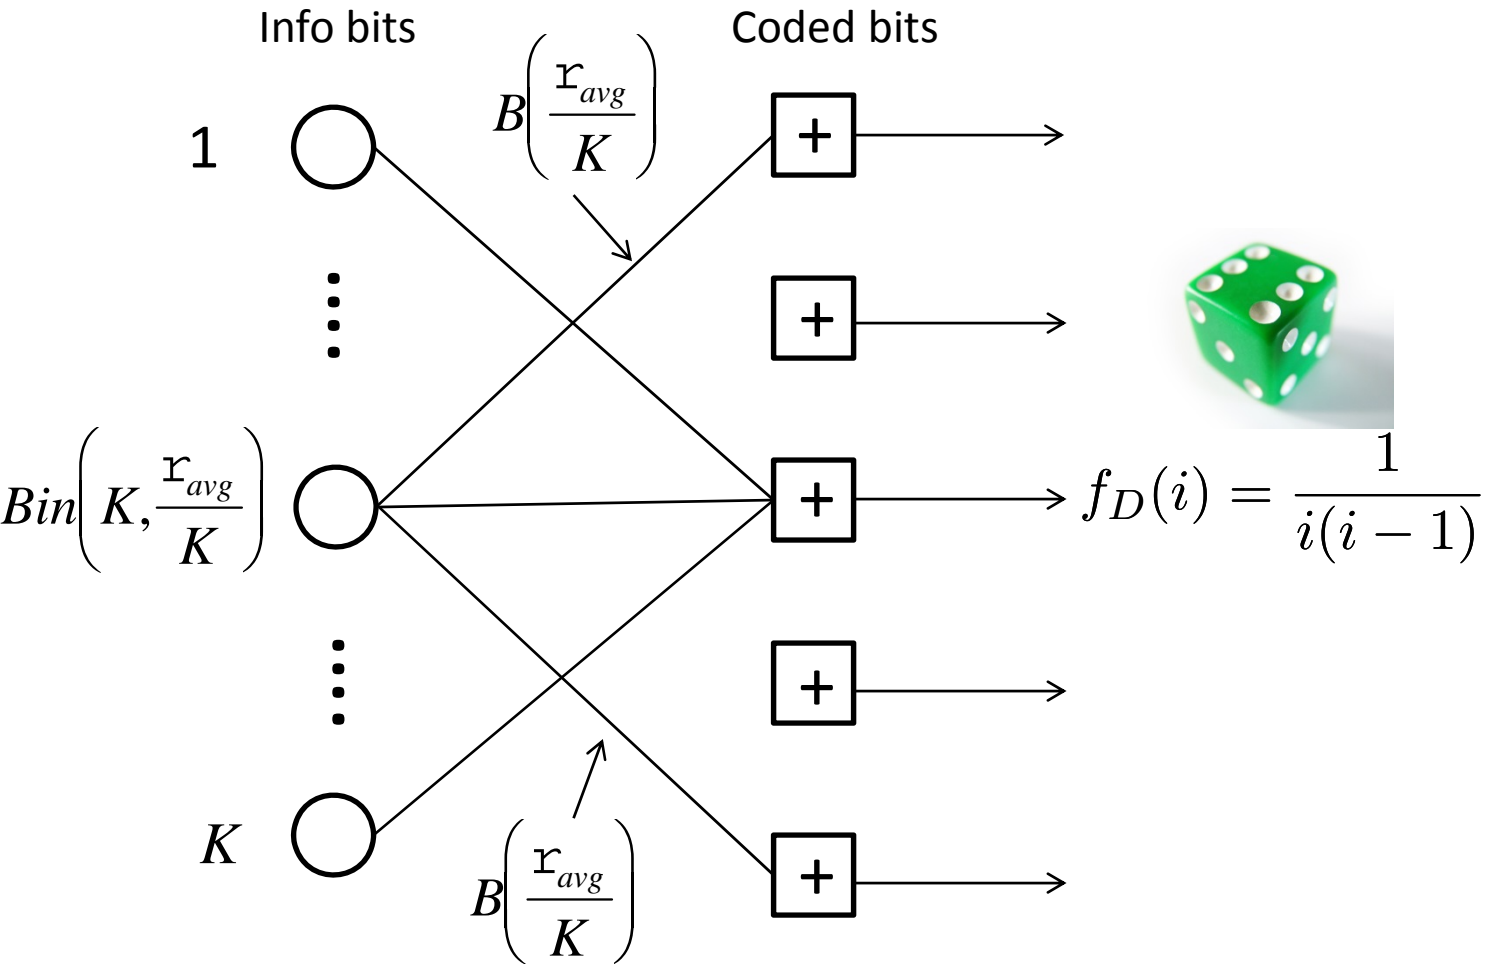 Info bits
Coded bits
B(r_avg/K)
1
+
+
Bin(K, r_avg/K)
+
f_D(i) = 1/(i(i − 1))
+
K
B(r_avg/K)
+